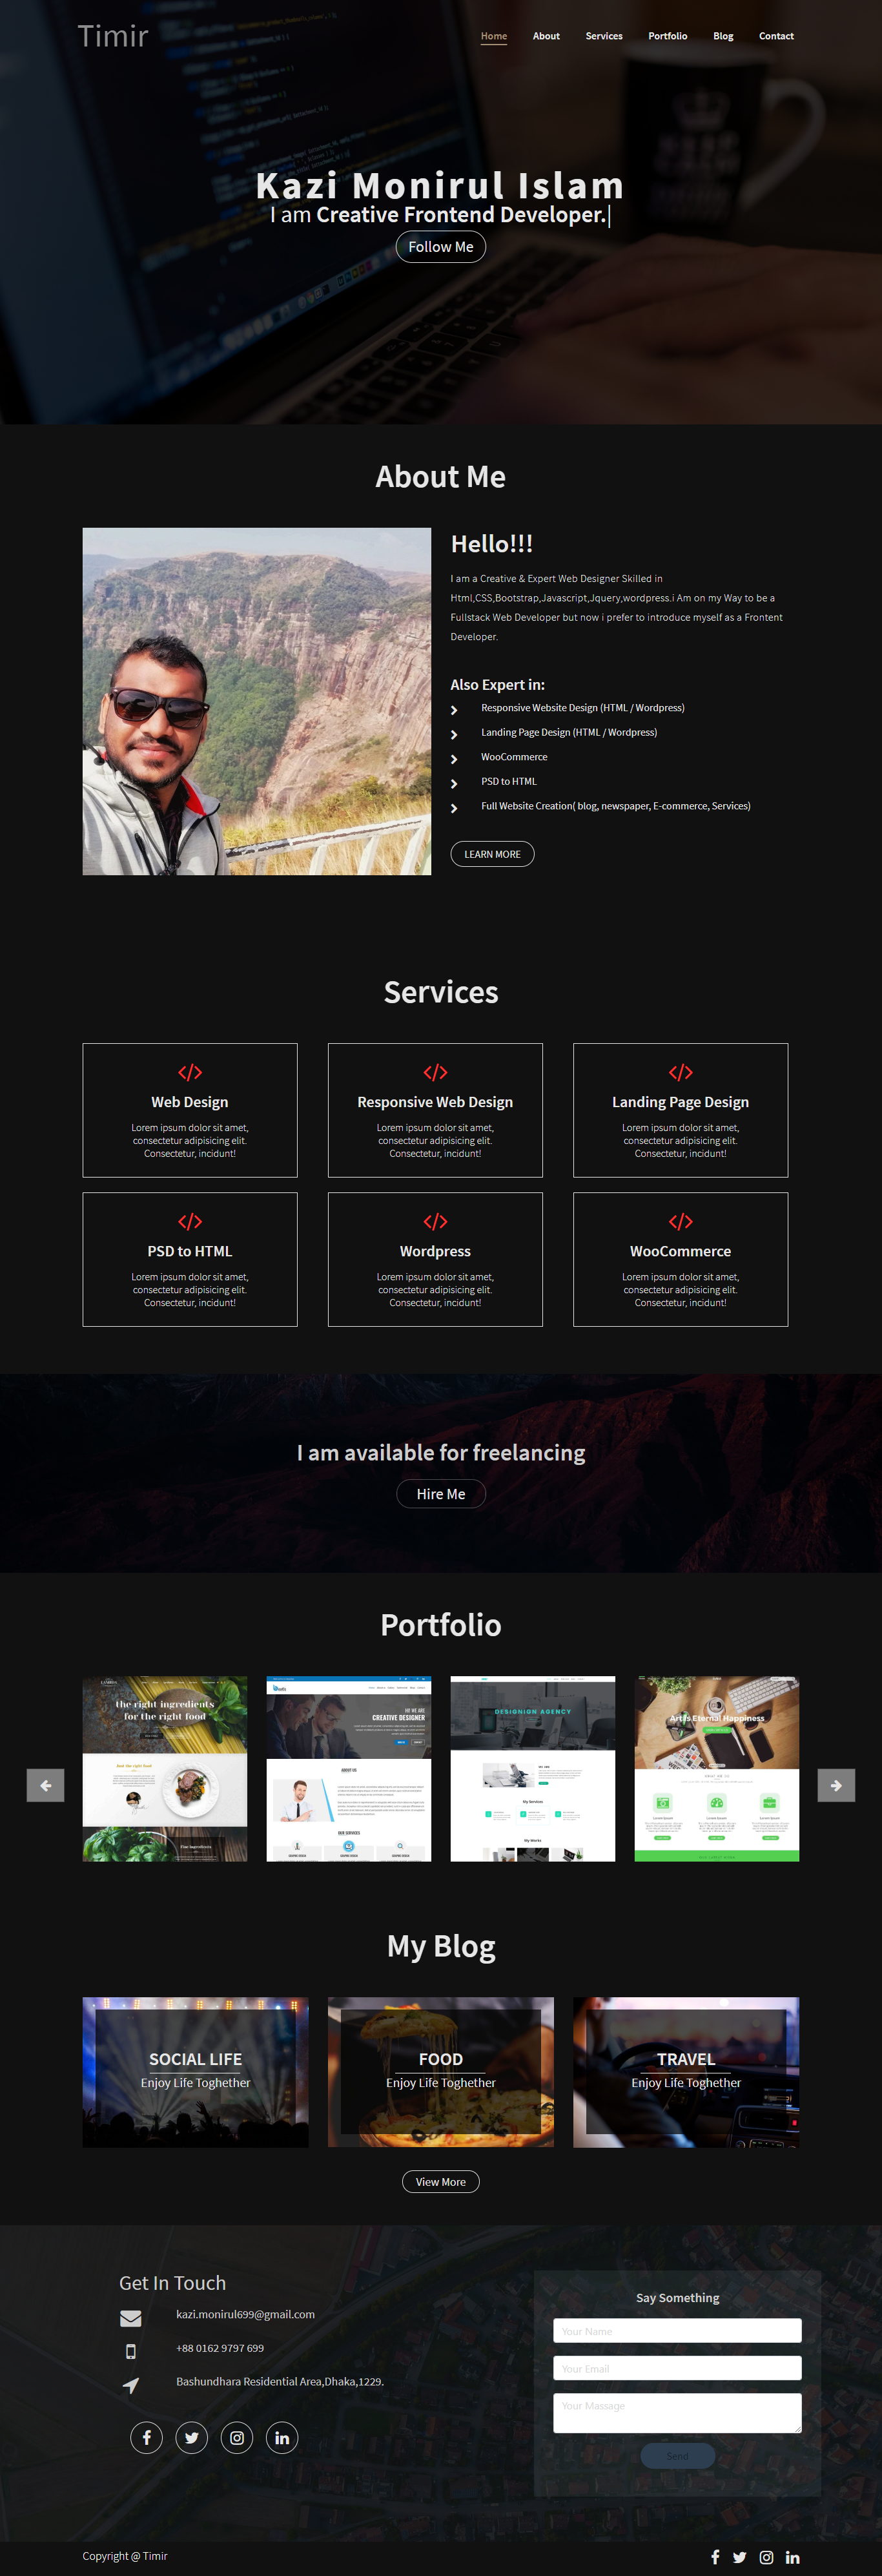 Timir
Home About Services Portfolio Blog Contact
Kazi Monirul Islam
I am Creative Frontend Developer.
Follow Me
About Me
Hello!!!
I am a Creative & Expert Web Designer Skilled in
Html,CSS,Bootstrap,Javascript,Jquery,wordpress.i Am on my Way to be a
Fullstack Web Developer but now i prefer to introduce myself as a Frontent
Developer.
Also Expert in:
Responsive Website Design (HTML / Wordpress)
Landing Page Design (HTML / Wordpress)
WooCommerce
PSD to HTML
Full Website Creation( blog, newspaper, E-commerce, Services)
LEARN MORE
Services
Web Design
Lorem ipsum dolor sit amet,
consectetur adipisicing elit.
Consectetur, incidunt!
Responsive Web Design
Lorem ipsum dolor sit amet,
consectetur adipisicing elit.
Consectetur, incidunt!
Landing Page Design
Lorem ipsum dolor sit amet,
consectetur adipisicing elit.
Consectetur, incidunt!
PSD to HTML
Lorem ipsum dolor sit amet,
consectetur adipisicing elit.
Consectetur, incidunt!
Wordpress
Lorem ipsum dolor sit amet,
consectetur adipisicing elit.
Consectetur, incidunt!
WooCommerce
Lorem ipsum dolor sit amet,
consectetur adipisicing elit.
Consectetur, incidunt!
I am available for freelancing
Hire Me
Portfolio
the right ingredients
for the right food
CREATIVE DESIGNER
ABOUT US
OUR SERVICES
DESIGNIGN AGENCY
My Services
My Works
Art Is Eternal Happiness
My Blog
SOCIAL LIFE
Enjoy Life Toghether
FOOD
Enjoy Life Toghether
TRAVEL
Enjoy Life Toghether
View More
Get In Touch
kazi.monirul699@gmail.com
+88 0162 9797 699
Bashundhara Residential Area,Dhaka,1229.
Say Something
Your Name
Your Email
Your Massage
Send
Copyright @ Timir